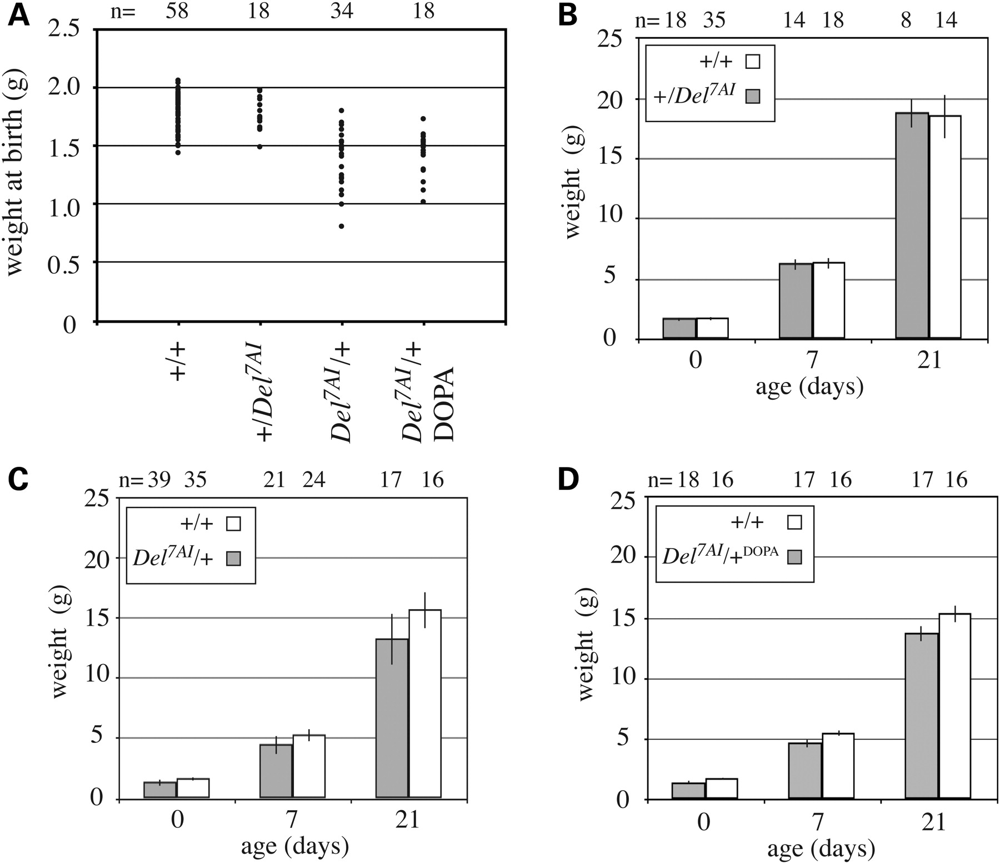 A
n= 58 18 34 18
2.5
2.0
1.5
1.0
0.5
0
weight at birth (g)
+/+
+/Del7AI
Del7AI/+
Del7AI/+ DOPA
B
n= 18 35 14 18 8 14
25
20
15
10
5
0
weight (g)
+/+
+/Del7AI
0 7 21
age (days)
C
n= 39 35 21 24 17 16
25
20
15
10
5
0
weight (g)
+/+
Del7AI/+
0 7 21
age (days)
D
n= 18 16 17 16 17 16
25
20
15
10
5
0
weight (g)
+/+
Del7AI/+DOPA
0 7 21
age (days)